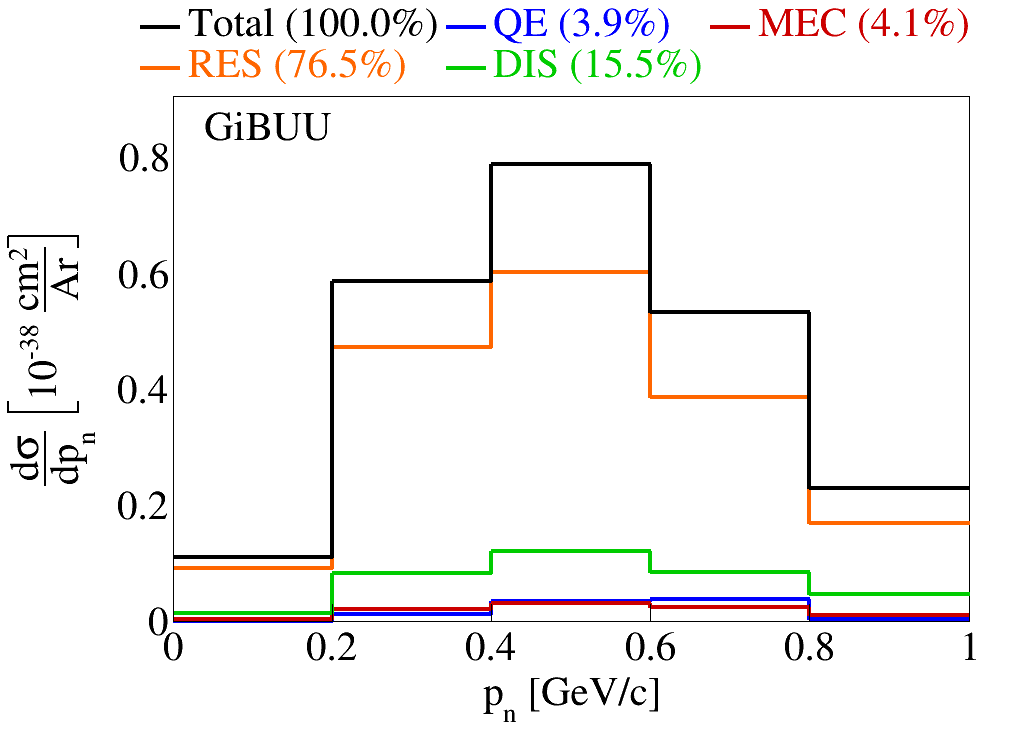 Total (100.0%) QE (3.9%) MEC (4.1%)
RES (76.5%) DIS (15.5%)
GiBUU
0.8
0.6
0.4
0.2
0
0 0.2 0.4 0.6 0.8 1
p_n [GeV/c]
dσ/dp_n [10^-38 cm^2/Ar]